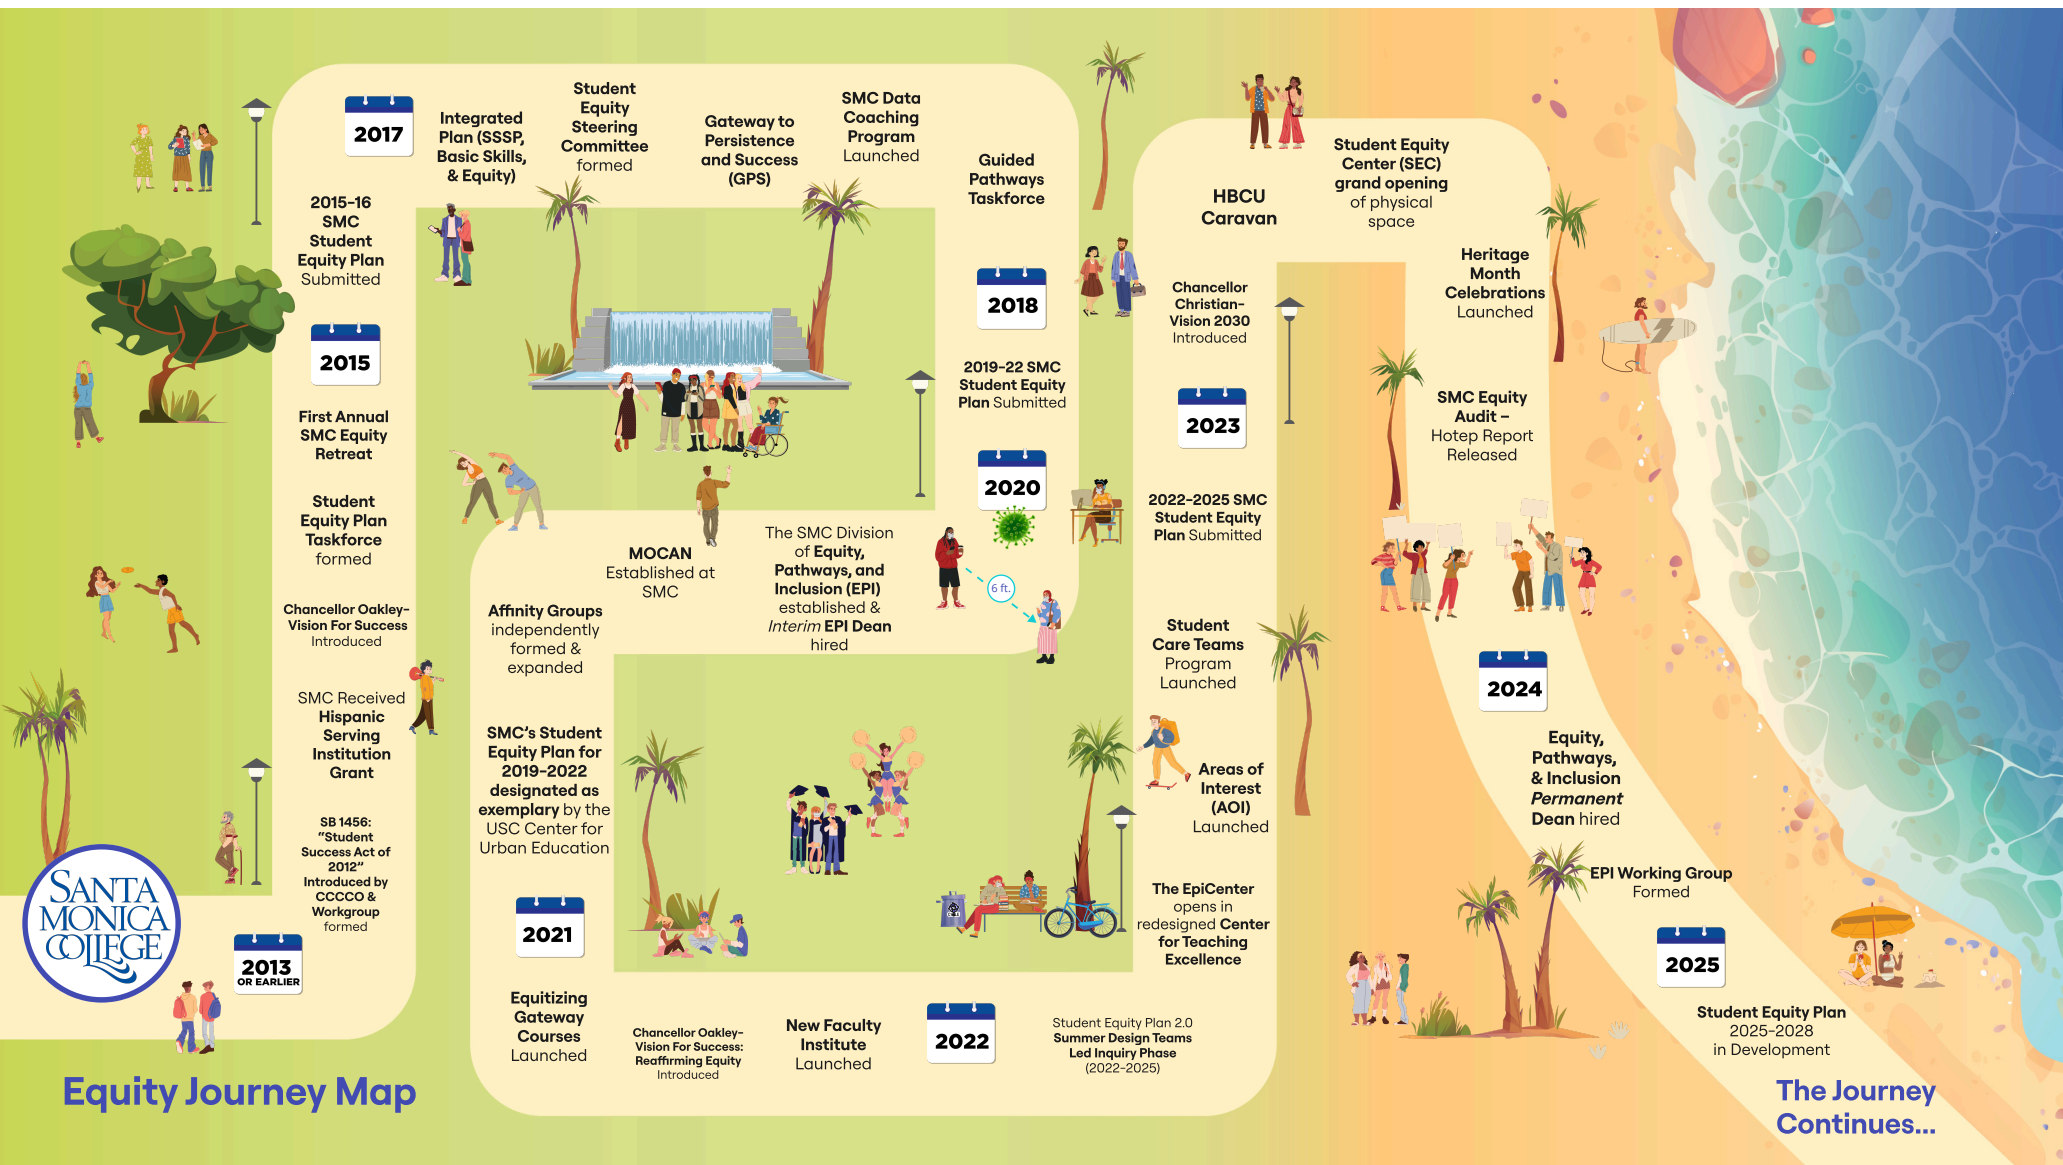 SANTA
MONICA
COLLEGE
2013
OR EARLIER
SB 1456:
"Student
Success Act of
2012"
Introduced by
CCCCO &
Workgroup
formed
SMC Received
Hispanic
Serving
Institution
Grant
Chancellor Oakley-
Vision For Success
Introduced
Student
Equity Plan
Taskforce
formed
First Annual
SMC Equity
Retreat
2015
2015-16
SMC
Student
Equity Plan
Submitted
2017
Integrated
Plan (SSSP,
Basic Skills,
& Equity)
Student
Equity
Steering
Committee
formed
Gateway to
Persistence
and Success
(GPS)
SMC Data
Coaching
Program
Launched
Guided
Pathways
Taskforce
2018
2019-22 SMC
Student Equity
Plan Submitted
2020
6 ft.
The SMC Division
of Equity,
Pathways, and
Inclusion (EPI)
established &
Interim EPI Dean
hired
MOCAN
Established at
SMC
Affinity Groups
independently
formed &
expanded
SMC's Student
Equity Plan for
2019-2022
designated as
exemplary by the
USC Center for
Urban Education
2021
Equitizing
Gateway
Courses
Launched
Chancellor Oakley-
Vision For Success:
Reaffirming Equity
Introduced
New Faculty
Institute
Launched
2022
Student Equity Plan 2.0
Summer Design Teams
Led Inquiry Phase
(2022-2025)
The EpiCenter
opens in
redesigned Center
for Teaching
Excellence
Areas of
Interest
(AOI)
Launched
Student
Care Teams
Program
Launched
2022-2025 SMC
Student Equity
Plan Submitted
2023
Chancellor
Christian-
Vision 2030
Introduced
HBCU
Caravan
Student Equity
Center (SEC)
grand opening
of physical
space
Heritage
Month
Celebrations
Launched
SMC Equity
Audit –
Hotep Report
Released
2024
Equity,
Pathways,
& Inclusion
Permanent
Dean hired
EPI Working Group
Formed
2025
Student Equity Plan
2025-2028
in Development
The Journey
Continues...
Equity Journey Map